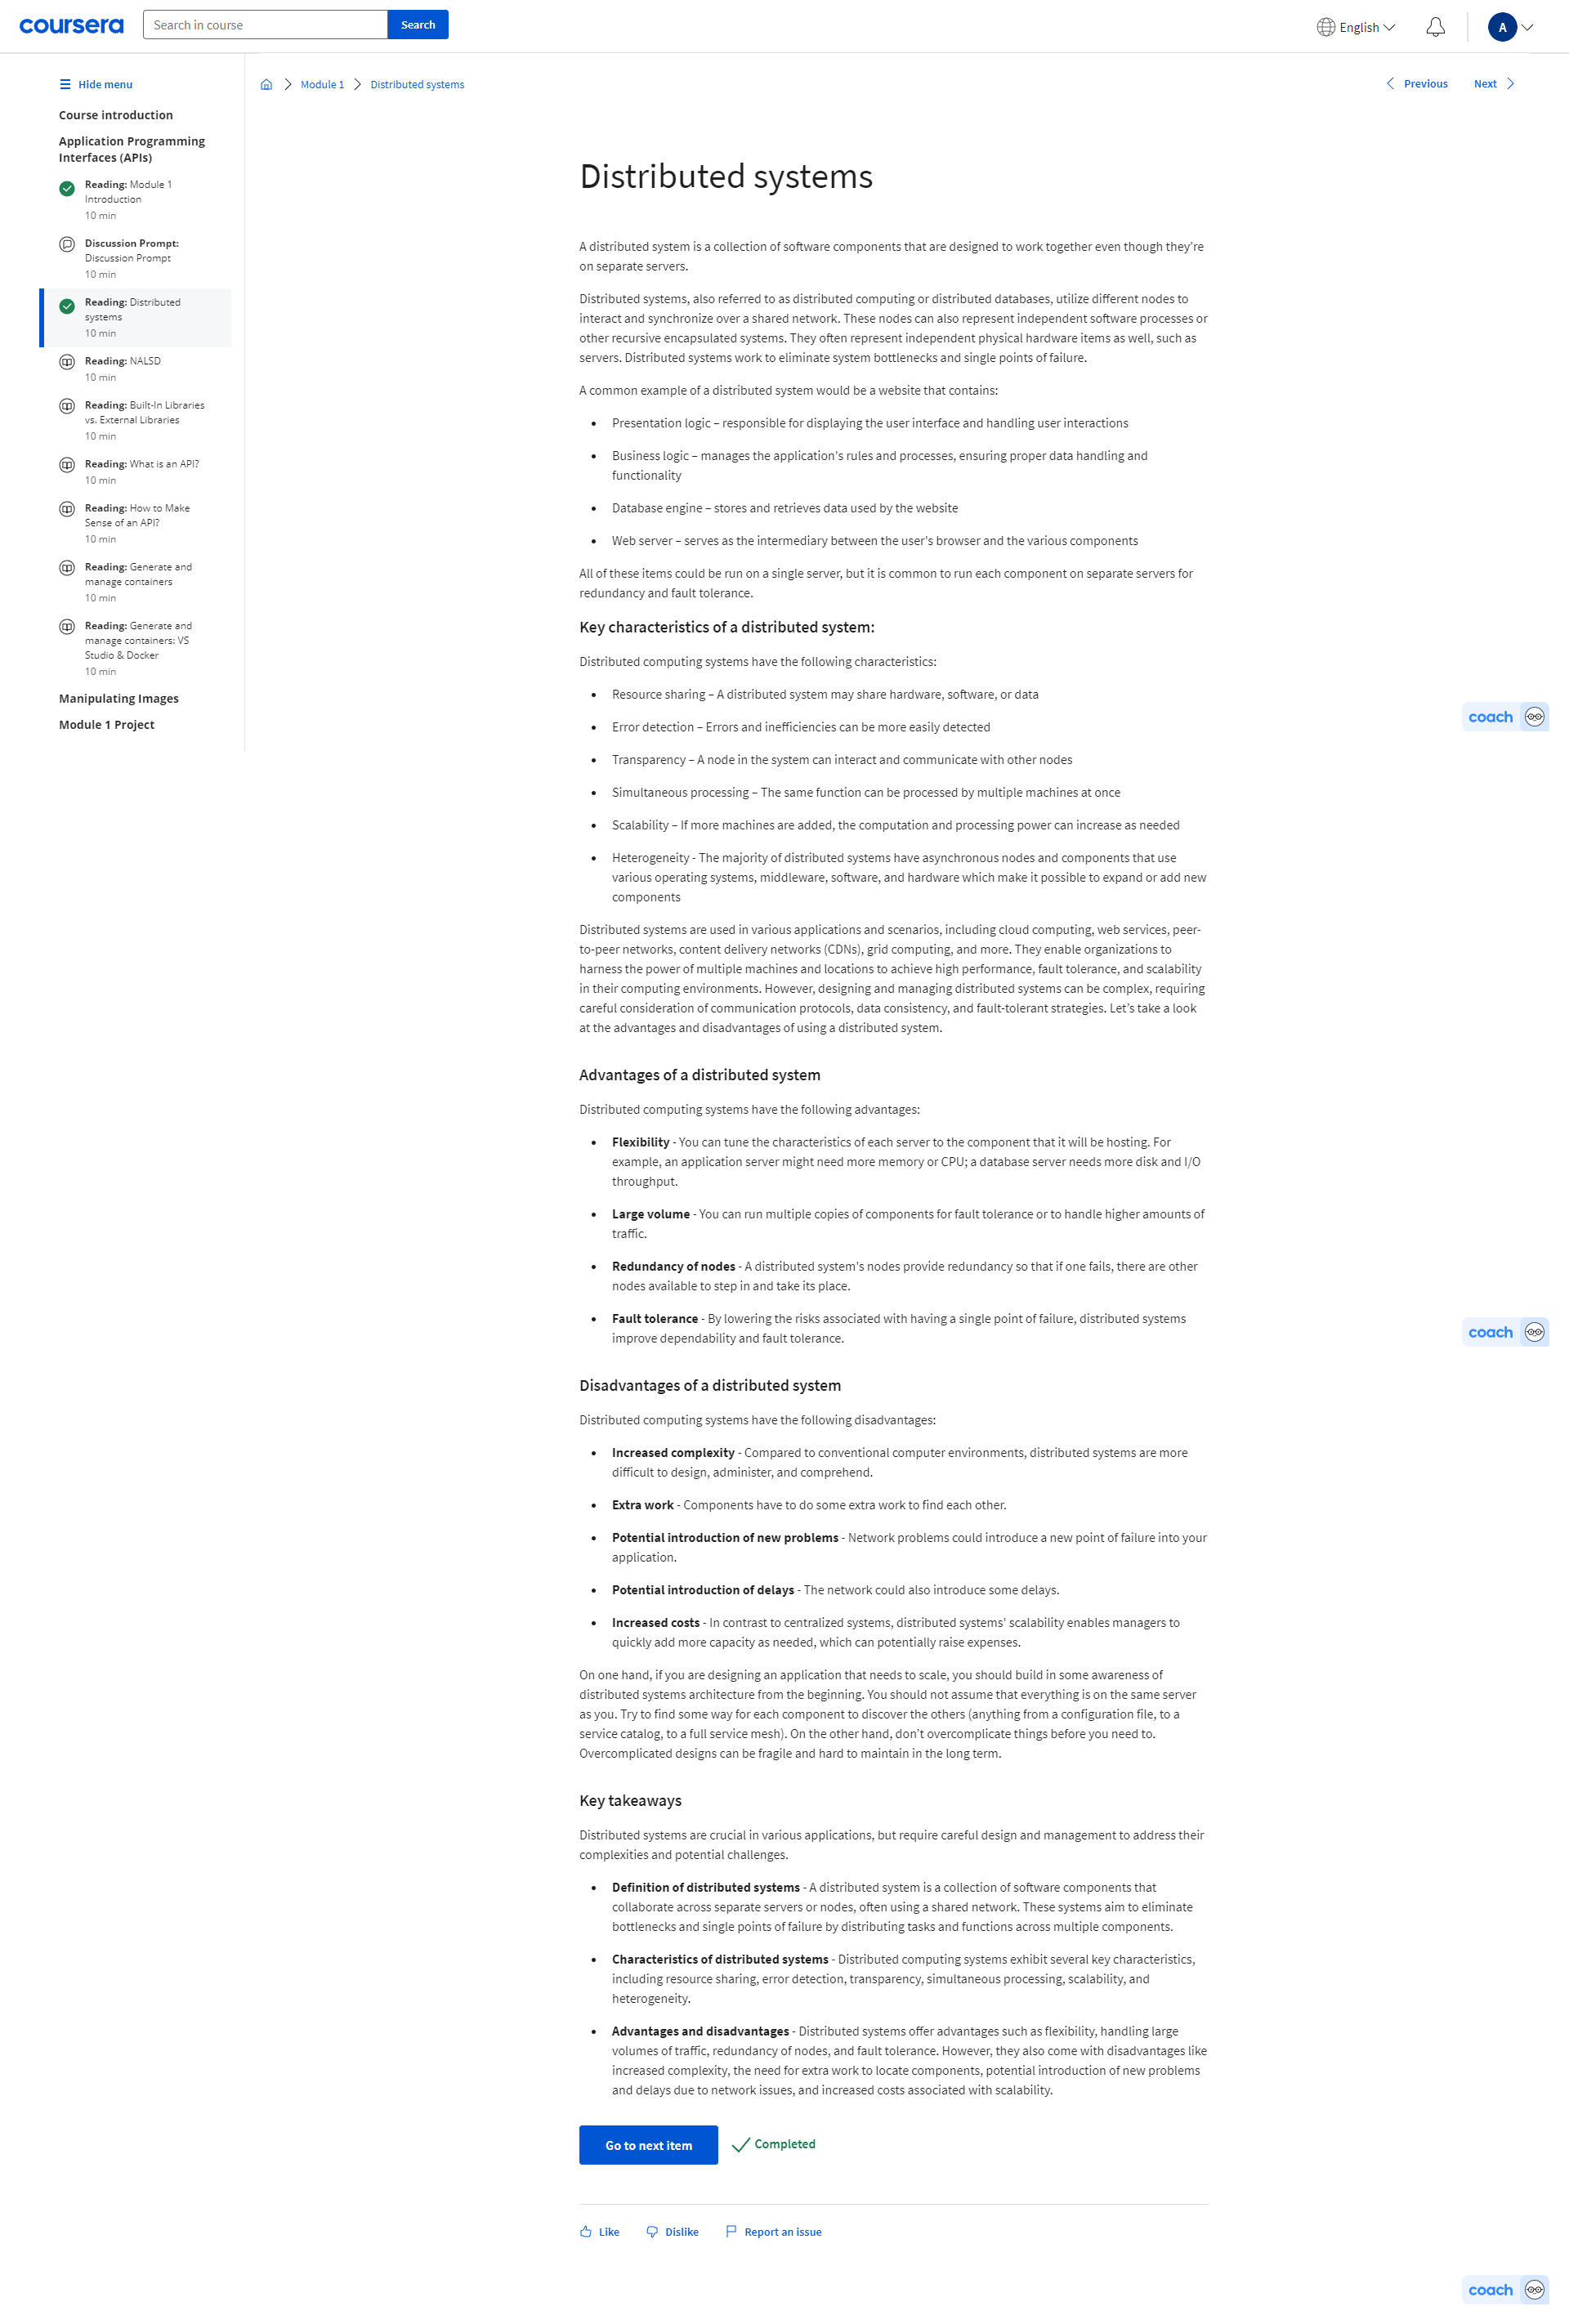 coursera
Search in course
Search
English
A
Hide menu
Course introduction
Application Programming
Interfaces (APIs)
Reading: Module 1
Introduction
10 min
Discussion Prompt:
Discussion Prompt
10 min
Reading: Distributed
systems
10 min
Reading: NALSD
10 min
Reading: Built-In Libraries
vs. External Libraries
10 min
Reading: What is an API?
10 min
Reading: How to Make
Sense of an API?
10 min
Reading: Generate and
manage containers
10 min
Reading: Generate and
manage containers: VS
Studio & Docker
10 min
Manipulating Images
Module 1 Project
Module 1
Distributed systems
Previous
Next
Distributed systems
A distributed system is a collection of software components that are designed to work together even though they’re
on separate servers.
Distributed systems, also referred to as distributed computing or distributed databases, utilize different nodes to
interact and synchronize over a shared network. These nodes can also represent independent software processes or
other recursive encapsulated systems. They often represent independent physical hardware items as well, such as
servers. Distributed systems work to eliminate system bottlenecks and single points of failure.
A common example of a distributed system would be a website that contains:
• Presentation logic – responsible for displaying the user interface and handling user interactions
• Business logic – manages the application's rules and processes, ensuring proper data handling and
functionality
• Database engine – stores and retrieves data used by the website
• Web server – serves as the intermediary between the user's browser and the various components
All of these items could be run on a single server, but it is common to run each component on separate servers for
redundancy and fault tolerance.
Key characteristics of a distributed system:
Distributed computing systems have the following characteristics:
• Resource sharing – A distributed system may share hardware, software, or data
• Error detection – Errors and inefficiencies can be more easily detected
• Transparency – A node in the system can interact and communicate with other nodes
• Simultaneous processing – The same function can be processed by multiple machines at once
• Scalability – If more machines are added, the computation and processing power can increase as needed
• Heterogeneity - The majority of distributed systems have asynchronous nodes and components that use
various operating systems, middleware, software, and hardware which make it possible to expand or add new
components
Distributed systems are used in various applications and scenarios, including cloud computing, web services, peer-
to-peer networks, content delivery networks (CDNs), grid computing, and more. They enable organizations to
harness the power of multiple machines and locations to achieve high performance, fault tolerance, and scalability
in their computing environments. However, designing and managing distributed systems can be complex, requiring
careful consideration of communication protocols, data consistency, and fault-tolerant strategies. Let’s take a look
at the advantages and disadvantages of using a distributed system.
Advantages of a distributed system
Distributed computing systems have the following advantages:
• Flexibility - You can tune the characteristics of each server to the component that it will be hosting. For
example, an application server might need more memory or CPU; a database server needs more disk and I/O
throughput.
• Large volume - You can run multiple copies of components for fault tolerance or to handle higher amounts of
traffic.
• Redundancy of nodes - A distributed system's nodes provide redundancy so that if one fails, there are other
nodes available to step in and take its place.
• Fault tolerance - By lowering the risks associated with having a single point of failure, distributed systems
improve dependability and fault tolerance.
Disadvantages of a distributed system
Distributed computing systems have the following disadvantages:
• Increased complexity - Compared to conventional computer environments, distributed systems are more
difficult to design, administer, and comprehend.
• Extra work - Components have to do some extra work to find each other.
• Potential introduction of new problems - Network problems could introduce a new point of failure into your
application.
• Potential introduction of delays - The network could also introduce some delays.
• Increased costs - In contrast to centralized systems, distributed systems' scalability enables managers to
quickly add more capacity as needed, which can potentially raise expenses.
On one hand, if you are designing an application that needs to scale, you should build in some awareness of
distributed systems architecture from the beginning. You should not assume that everything is on the same server
as you. Try to find some way for each component to discover the others (anything from a configuration file, to a
service catalog, to a full service mesh). On the other hand, don’t overcomplicate things before you need to.
Overcomplicated designs can be fragile and hard to maintain in the long term.
Key takeaways
Distributed systems are crucial in various applications, but require careful design and management to address their
complexities and potential challenges.
• Definition of distributed systems - A distributed system is a collection of software components that
collaborate across separate servers or nodes, often using a shared network. These systems aim to eliminate
bottlenecks and single points of failure by distributing tasks and functions across multiple components.
• Characteristics of distributed systems - Distributed computing systems exhibit several key characteristics,
including resource sharing, error detection, transparency, simultaneous processing, scalability, and
heterogeneity.
• Advantages and disadvantages - Distributed systems offer advantages such as flexibility, handling large
volumes of traffic, redundancy of nodes, and fault tolerance. However, they also come with disadvantages like
increased complexity, the need for extra work to locate components, potential introduction of new problems
and delays due to network issues, and increased costs associated with scalability.
Go to next item
Completed
Like
Dislike
Report an issue
coach
coach
coach